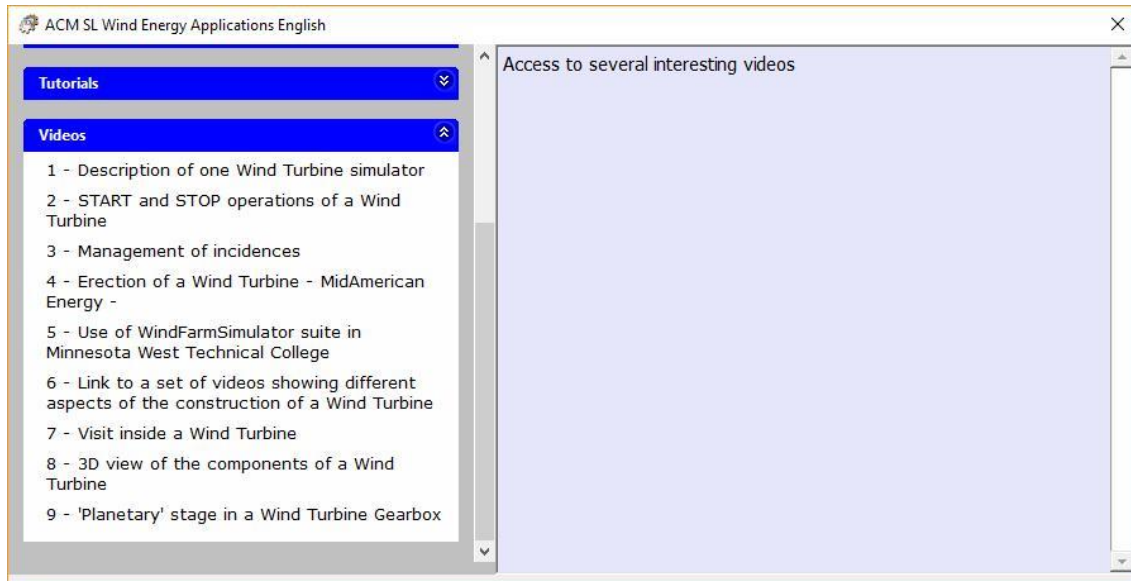 ACM SL Wind Energy Applications English
Tutorials
Videos
1 - Description of one Wind Turbine simulator
2 - START and STOP operations of a Wind
Turbine
3 - Management of incidences
4 - Erection of a Wind Turbine - MidAmerican
Energy -
5 - Use of WindFarmSimulator suite in
Minnesota West Technical College
6 - Link to a set of videos showing different
aspects of the construction of a Wind Turbine
7 - Visit inside a Wind Turbine
8 - 3D view of the components of a Wind
Turbine
9 - 'Planetary' stage in a Wind Turbine Gearbox
Access to several interesting videos